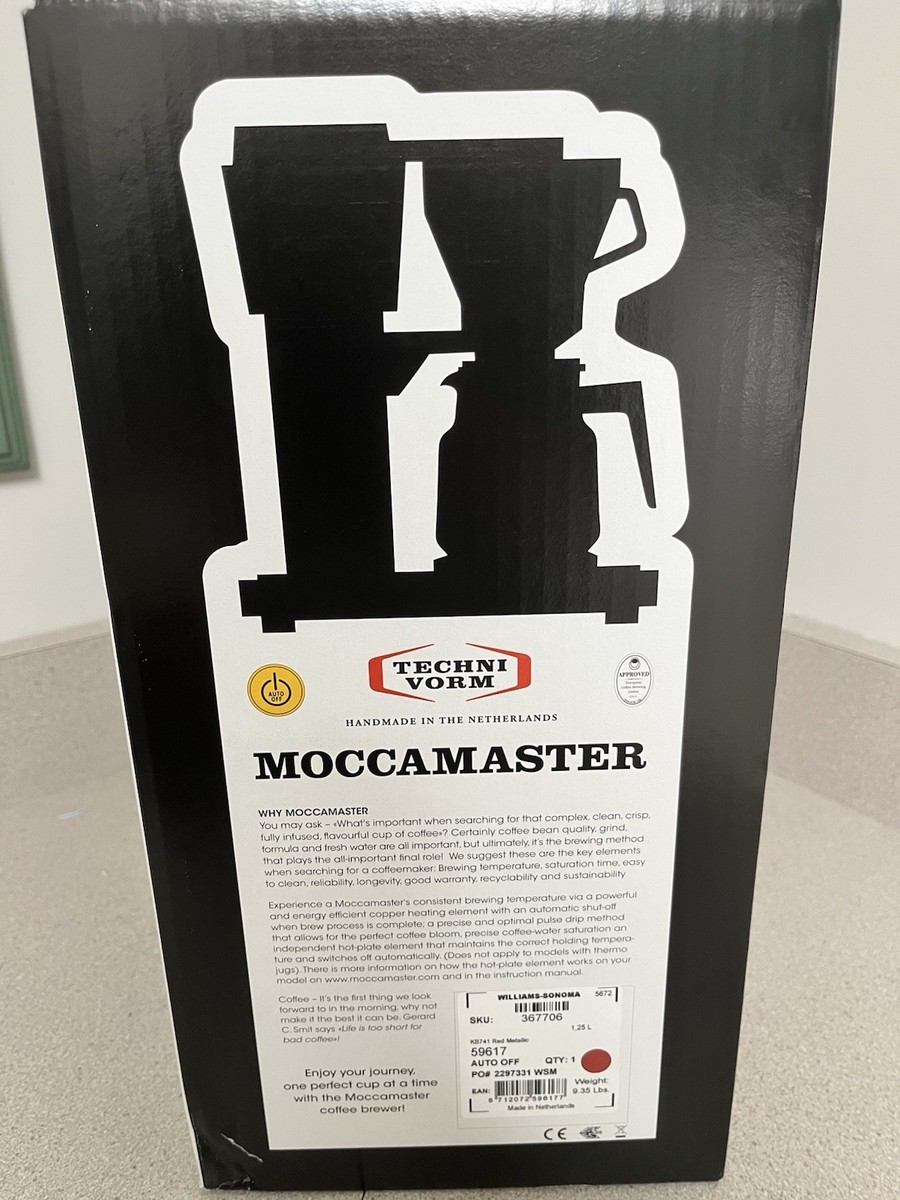 AUTO
OFF
TECHNI
VORM
APPROVED
HANDMADE IN THE NETHERLANDS
MOCCAMASTER
WHY MOCCAMASTER
You may ask – «What's important when searching for that complex, clean, crisp,
fully infused, flavourful cup of coffee»? Certainly coffee bean quality, grind,
formula and fresh water are all important, but ultimately, it's the brewing method
that plays the all-important final role! We suggest these are the key elements
when searching for a coffeemaker: Brewing temperature, saturation time, easy
to clean, reliability, longevity, good warranty, recyclability and sustainability
Experience a Moccamaster's consistent brewing temperature via a powerful
and energy efficient copper heating element with an automatic shut-off
when brew process is complete; a precise and optimal pulse drip method
that allows for the perfect coffee bloom, precise coffee-water saturation an
independent hot-plate element that maintains the correct holding tempera-
ture and switches off automatically. (Does not apply to models with thermo
jugs). There is more information on how the hot-plate element works on your
model on www.moccamaster.com and in the instruction manual.
Coffee – It's the first thing we look
forward to in the morning, why not
make it the best it can be. Gerard
C. Smit says «Life is too short for
bad coffee»!
Enjoy your journey,
one perfect cup at a time
with the Moccamaster
coffee brewer!
WILLIAMS-SONOMA 5672
SKU: 367706
1,25 L
KB741 Red Metallic
59617
AUTO OFF QTY: 1
PO# 2297331 WSM
Weight:
EAN: 9.35 Lbs.
8 712072 596177
Made in Netherlands
CE